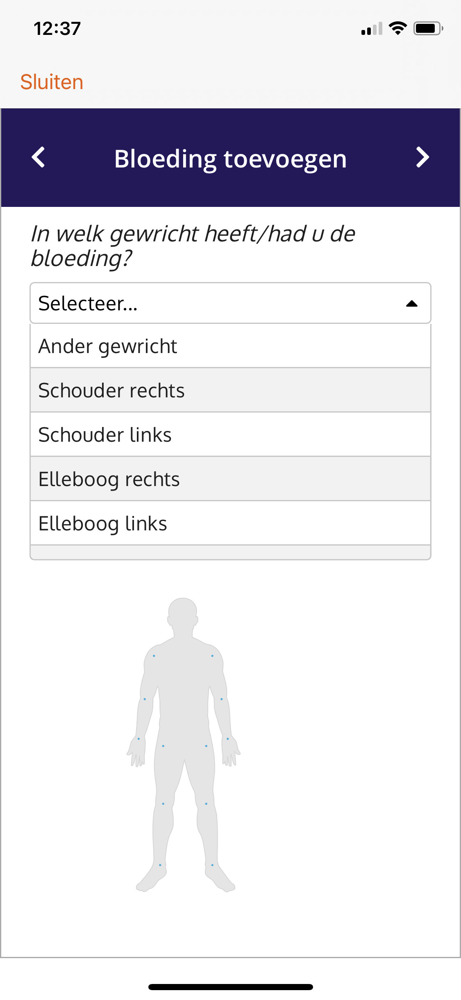 12:37
Sluiten
Bloeding toevoegen
In welk gewricht heeft/had u de
bloeding?
Selecteer...
Ander gewricht
Schouder rechts
Schouder links
Elleboog rechts
Elleboog links